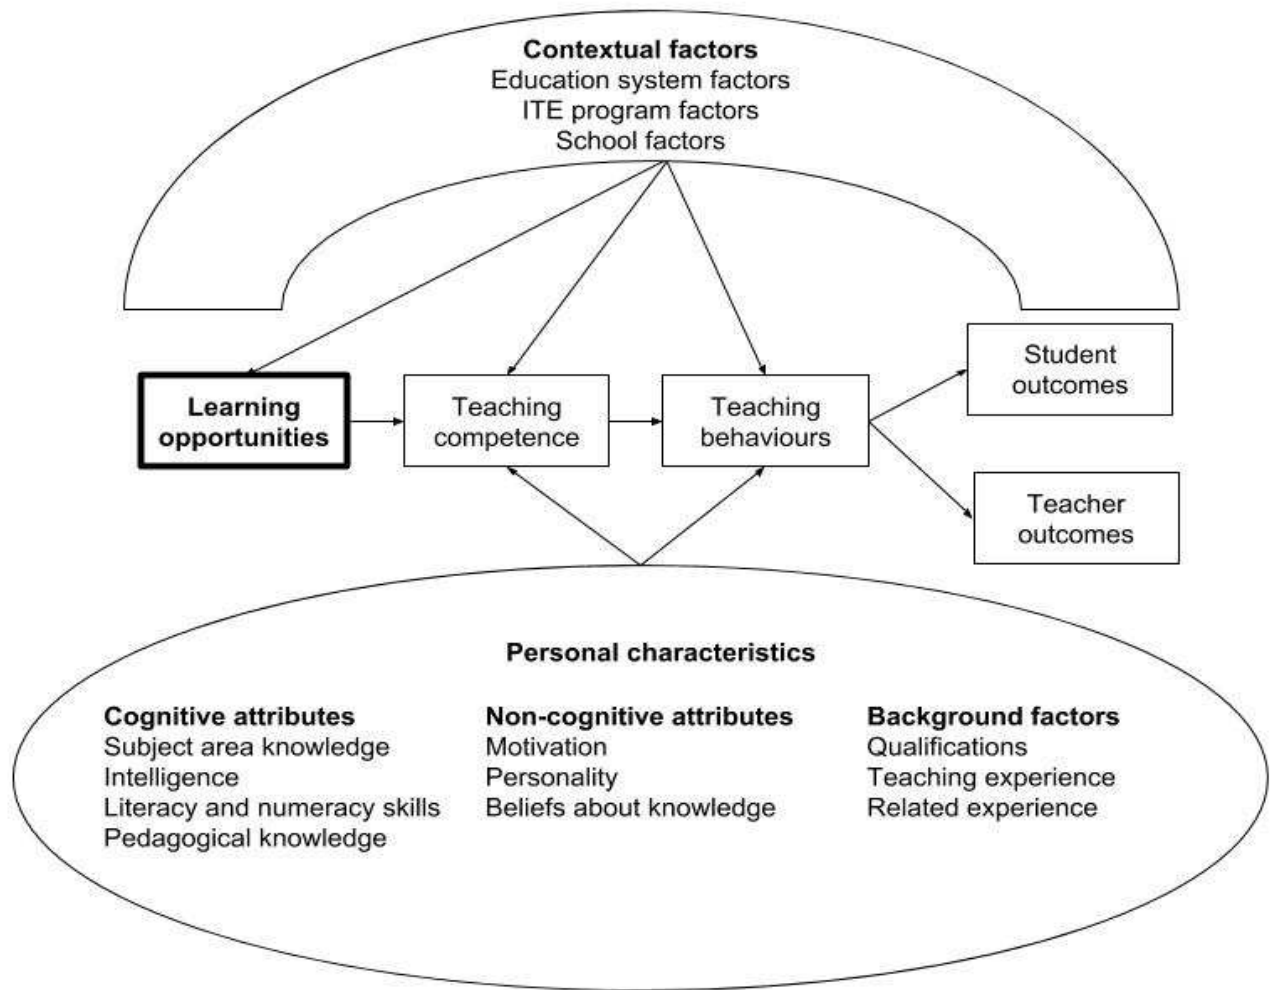 Contextual factors
Education system factors
ITE program factors
School factors
Learning
opportunities
Teaching
competence
Teaching
behaviours
Student
outcomes
Teacher
outcomes
Personal characteristics
Cognitive attributes
Subject area knowledge
Intelligence
Literacy and numeracy skills
Pedagogical knowledge
Non-cognitive attributes
Motivation
Personality
Beliefs about knowledge
Background factors
Qualifications
Teaching experience
Related experience